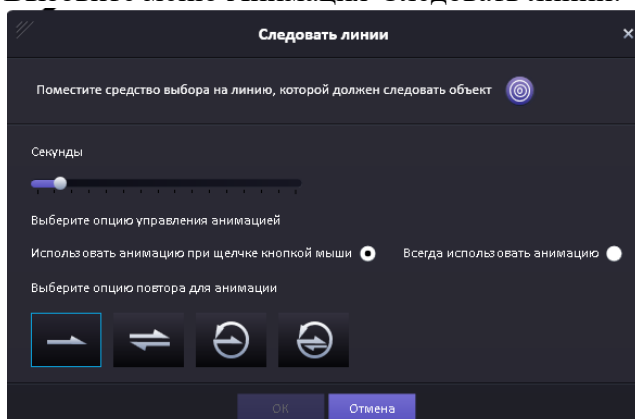 Следовать линии
Поместите средство выбора на линию, которой должен следовать объект
Секунды
Выберите опцию управления анимацией
Использовать анимацию при щелчке кнопкой мыши
Всегда использовать анимацию
Выберите опцию повтора для анимации
ОК
Отмена